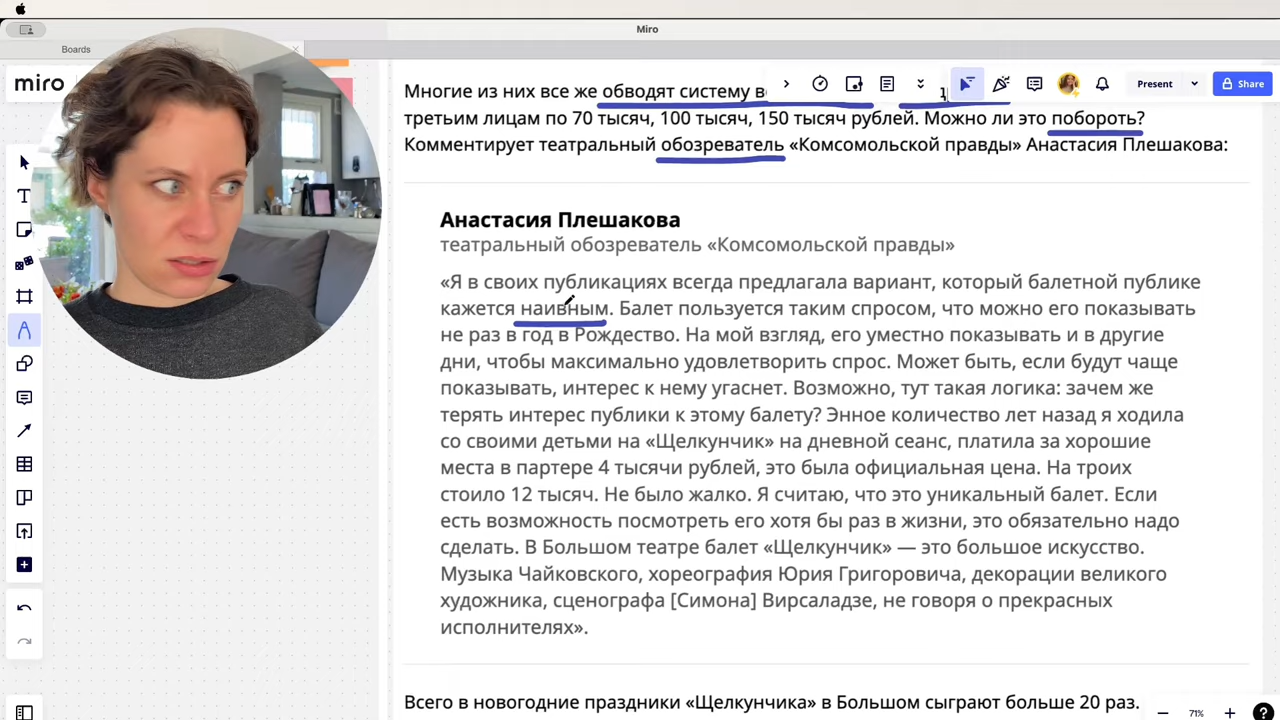 Miro
Boards
miro
Present
Share
Многие из них все же обводят систему
третьим лицам по 70 тысяч, 100 тысяч, 150 тысяч рублей. Можно ли это побороть?
Комментирует театральный обозреватель «Комсомольской правды» Анастасия Плешакова:
Анастасия Плешакова
театральный обозреватель «Комсомольской правды»
«Я в своих публикациях всегда предлагала вариант, который балетной публике
кажется наивным. Балет пользуется таким спросом, что можно его показывать
не раз в год в Рождество. На мой взгляд, его уместно показывать и в другие
дни, чтобы максимально удовлетворить спрос. Может быть, если будут чаще
показывать, интерес к нему угаснет. Возможно, тут такая логика: зачем же
терять интерес публики к этому балету? Энное количество лет назад я ходила
со своими детьми на «Щелкунчик» на дневной сеанс, платила за хорошие
места в партере 4 тысячи рублей, это была официальная цена. На троих
стоило 12 тысяч. Не было жалко. Я считаю, что это уникальный балет. Если
есть возможность посмотреть его хотя бы раз в жизни, это обязательно надо
сделать. В Большом театре балет «Щелкунчик» — это большое искусство.
Музыка Чайковского, хореография Юрия Григоровича, декорации великого
художника, сценографа [Симона] Вирсаладзе, не говоря о прекрасных
исполнителях».
Всего в новогодние праздники «Щелкунчика» в Большом сыграют больше 20 раз.
71%